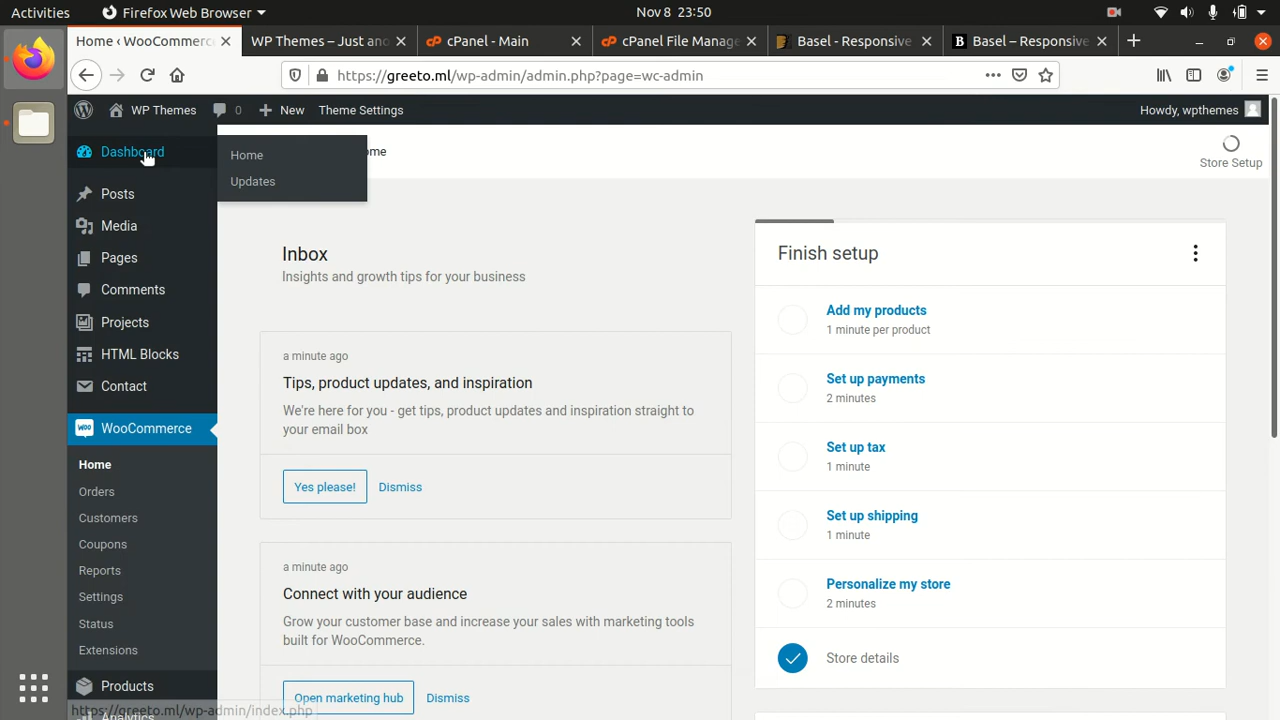 Activities
Firefox Web Browser
Nov 8 23:50
Home ‹ WooCommerce
WP Themes – Just ano
cPanel - Main
cPanel File Manage
Basel - Responsive
Basel – Responsive
https://greeto.ml/wp-admin/admin.php?page=wc-admin
WP Themes
0
New
Theme Settings
Howdy, wpthemes
Dashboard
Home
Updates
ome
Store Setup
Posts
Media
Pages
Comments
Projects
HTML Blocks
Contact
WooCommerce
Home
Orders
Customers
Coupons
Reports
Settings
Status
Extensions
Products
Analytics
https://greeto.ml/wp-admin/index.php
Inbox
Insights and growth tips for your business
a minute ago
Tips, product updates, and inspiration
We're here for you - get tips, product updates and inspiration straight to
your email box
Yes please!
Dismiss
a minute ago
Connect with your audience
Grow your customer base and increase your sales with marketing tools
built for WooCommerce.
Open marketing hub
Dismiss
Finish setup
Add my products
1 minute per product
Set up payments
2 minutes
Set up tax
1 minute
Set up shipping
1 minute
Personalize my store
2 minutes
Store details